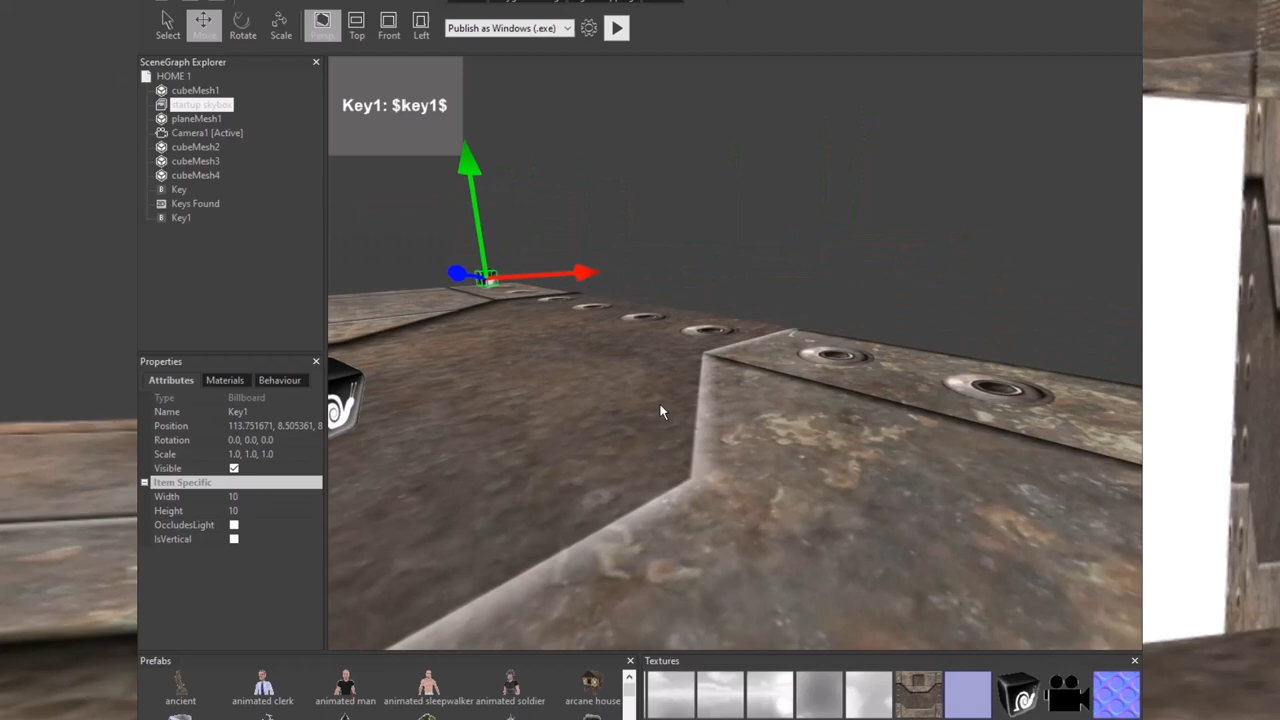 Select Move Rotate Scale Persp. Top Front Left Publish as Windows (.exe)
SceneGraph Explorer
HOME 1
cubeMesh1
startup skybox
planeMesh1
Camera1 [Active]
cubeMesh2
cubeMesh3
cubeMesh4
Key
Keys Found
Key1
Key1: $key1$
Properties
Attributes Materials Behaviour
Type Billboard
Name Key1
Position 113.751671, 8.505361, 8
Rotation 0.0, 0.0, 0.0
Scale 1.0, 1.0, 1.0
Visible
Item Specific
Width 10
Height 10
OccludesLight
IsVertical
Prefabs
ancient animated clerk animated man animated sleepwalker animated soldier arcane house
Textures